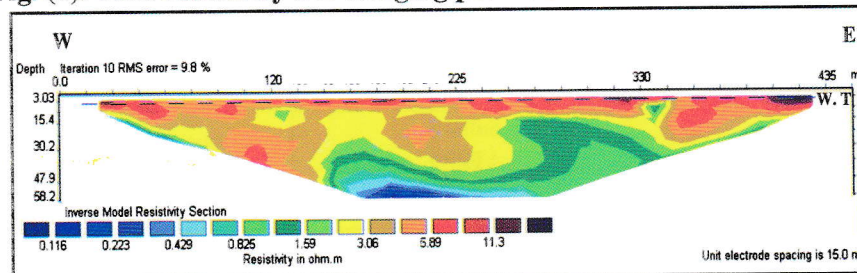 W E
Depth Iteration 10 RMS error = 9.8 %
0.0 120 225 330 435 m
3.03 W. T
15.4
30.2
47.9
58.2
Inverse Model Resistivity Section
0.116 0.223 0.429 0.825 1.59 3.06 5.89 11.3
Resistivity in ohm.m
Unit electrode spacing is 15.0 m